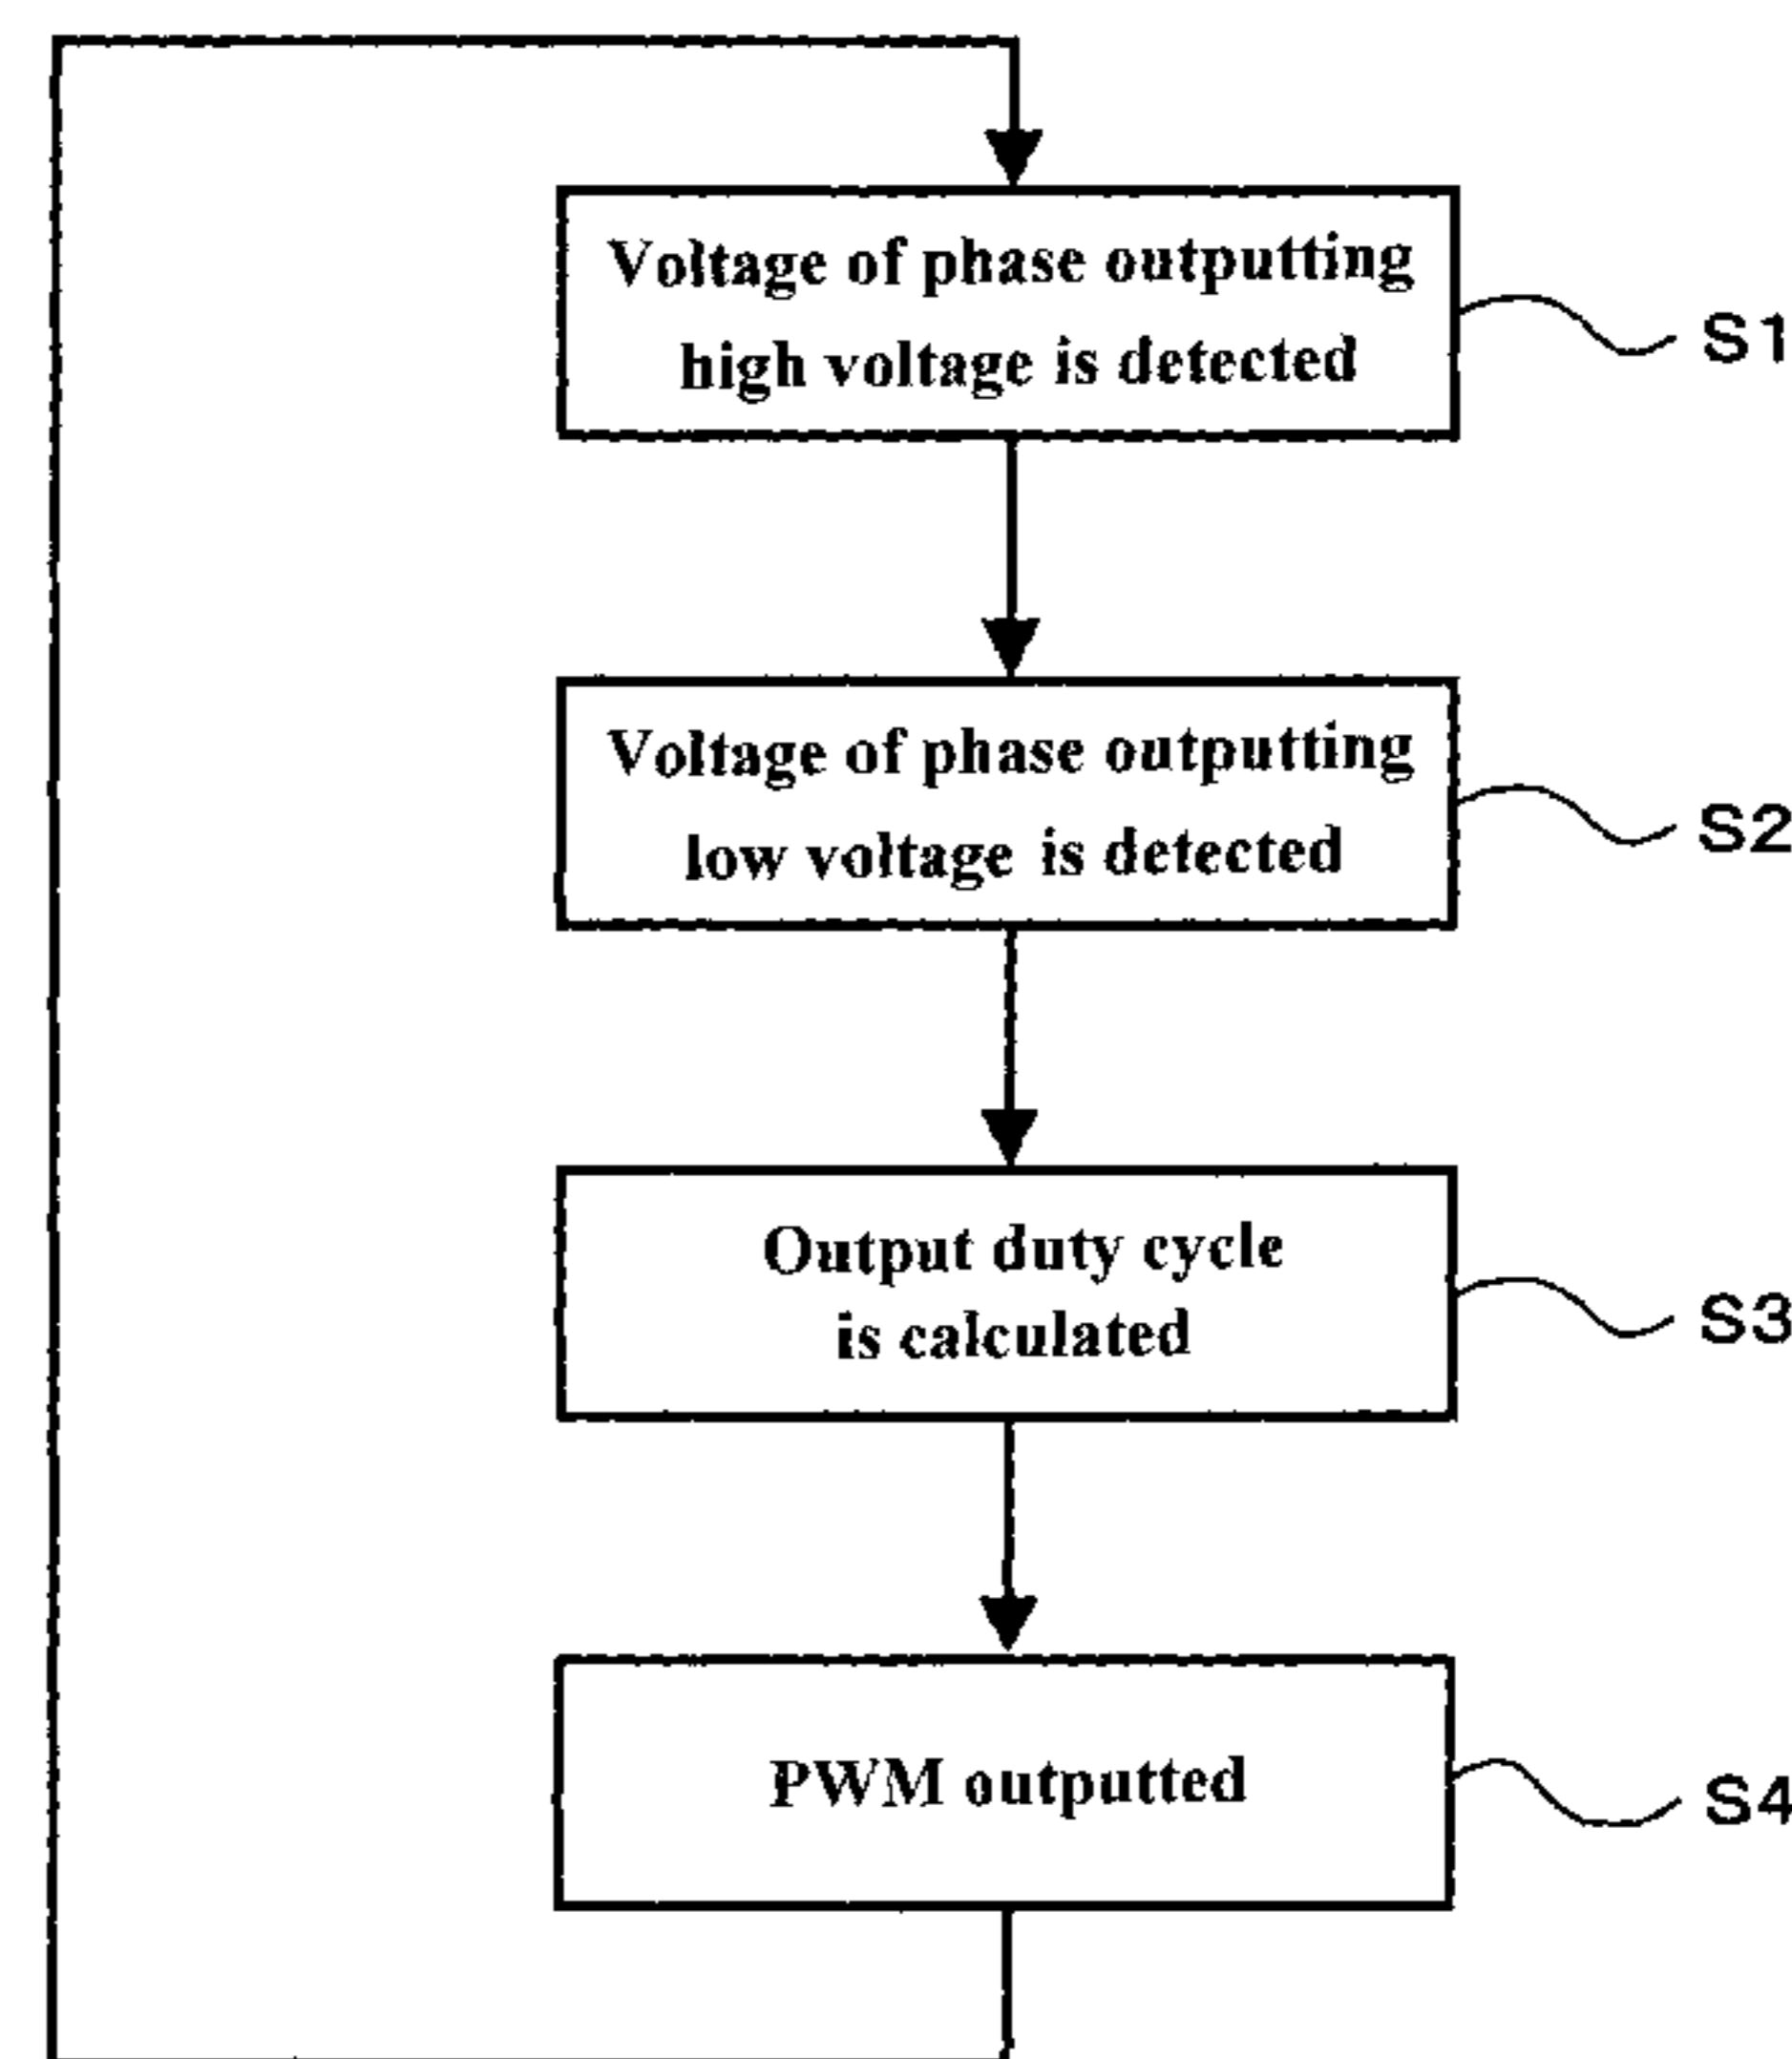 Voltage of phase outputting
high voltage is detected
S1
Voltage of phase outputting
low voltage is detected
S2
Output duty cycle
is calculated
S3
PWM outputted
S4